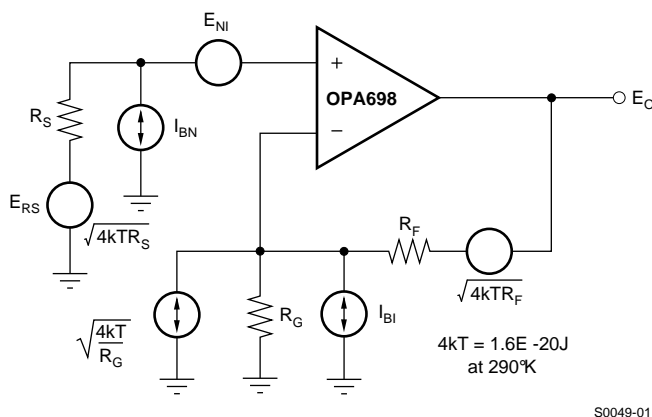 E_NI
+
OPA698
−
E_O
R_S
I_BN
E_RS
√4kTR_S
R_F
√4kTR_F
√4kT/R_G
R_G
I_BI
4kT = 1.6E -20J
at 290°K
S0049-01